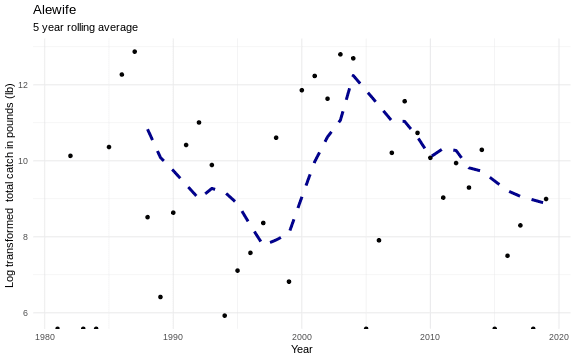 Alewife
5 year rolling average
Log transformed  total catch in pounds (lb)
12
10
8
6
1980
1990
2000
2010
2020
Year